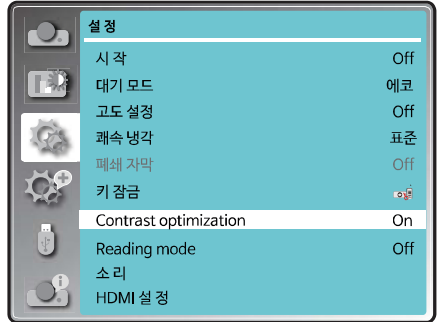 설정
시작 Off
대기 모드 에코
고도 설정 Off
쾌속 냉각 표준
폐쇄 자막 Off
키 잠금
Contrast optimization On
Reading mode Off
소리
HDMI 설정